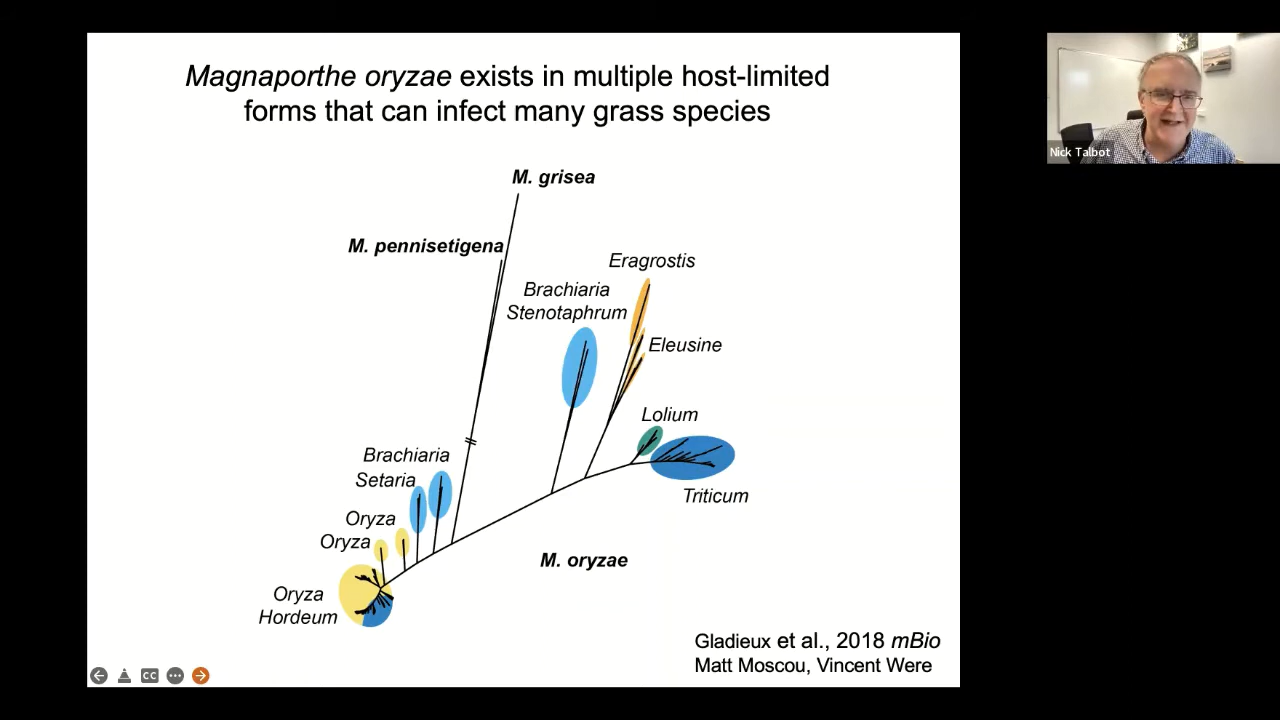 Magnaporthe oryzae exists in multiple host-limited
forms that can infect many grass species
Nick Talbot
M. grisea
M. pennisetigena
Eragrostis
Brachiaria
Stenotaphrum
Eleusine
Lolium
Brachiaria
Setaria
Triticum
Oryza
Oryza
M. oryzae
Oryza
Hordeum
Gladieux et al., 2018 mBio
Matt Moscou, Vincent Were
CC